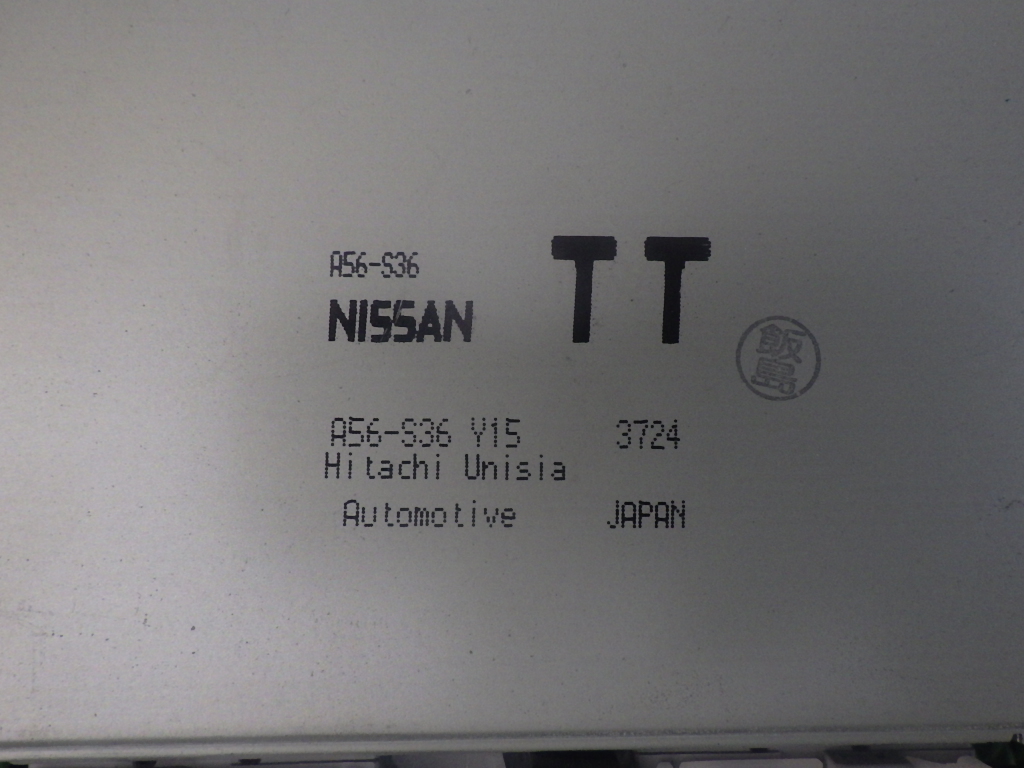 A56-S36
NISSAN
TT
飯島
A56-S36 Y15 3724
Hitachi Unisia
Automotive JAPAN